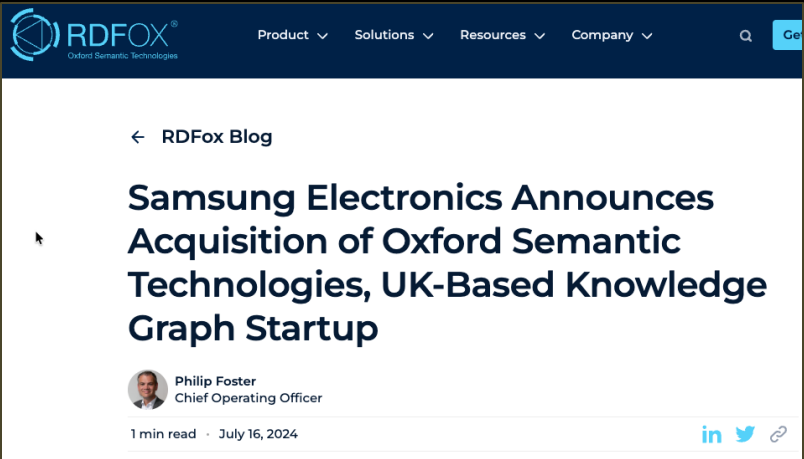 RDFOX®
Oxford Semantic Technologies
Product Solutions Resources Company
Get
RDFox Blog
Samsung Electronics Announces
Acquisition of Oxford Semantic
Technologies, UK-Based Knowledge
Graph Startup
Philip Foster
Chief Operating Officer
1 min read · July 16, 2024
in